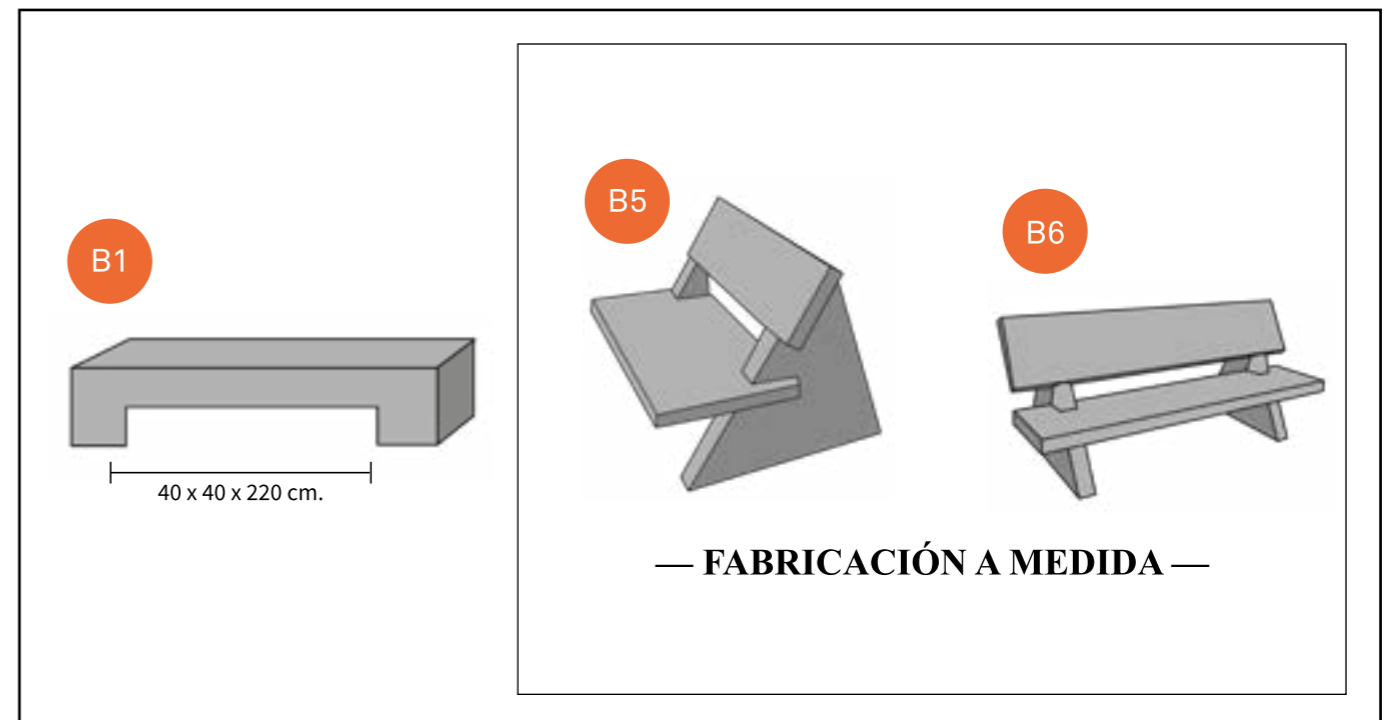 B1
40 x 40 x 220 cm.
B5
B6
— FABRICACIÓN A MEDIDA —